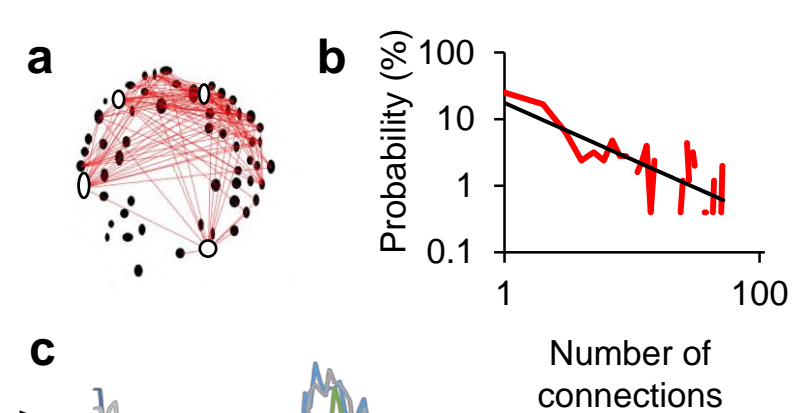 a
b
Probability (%)
100
10
1
0.1
1
100
Number of
connections
c